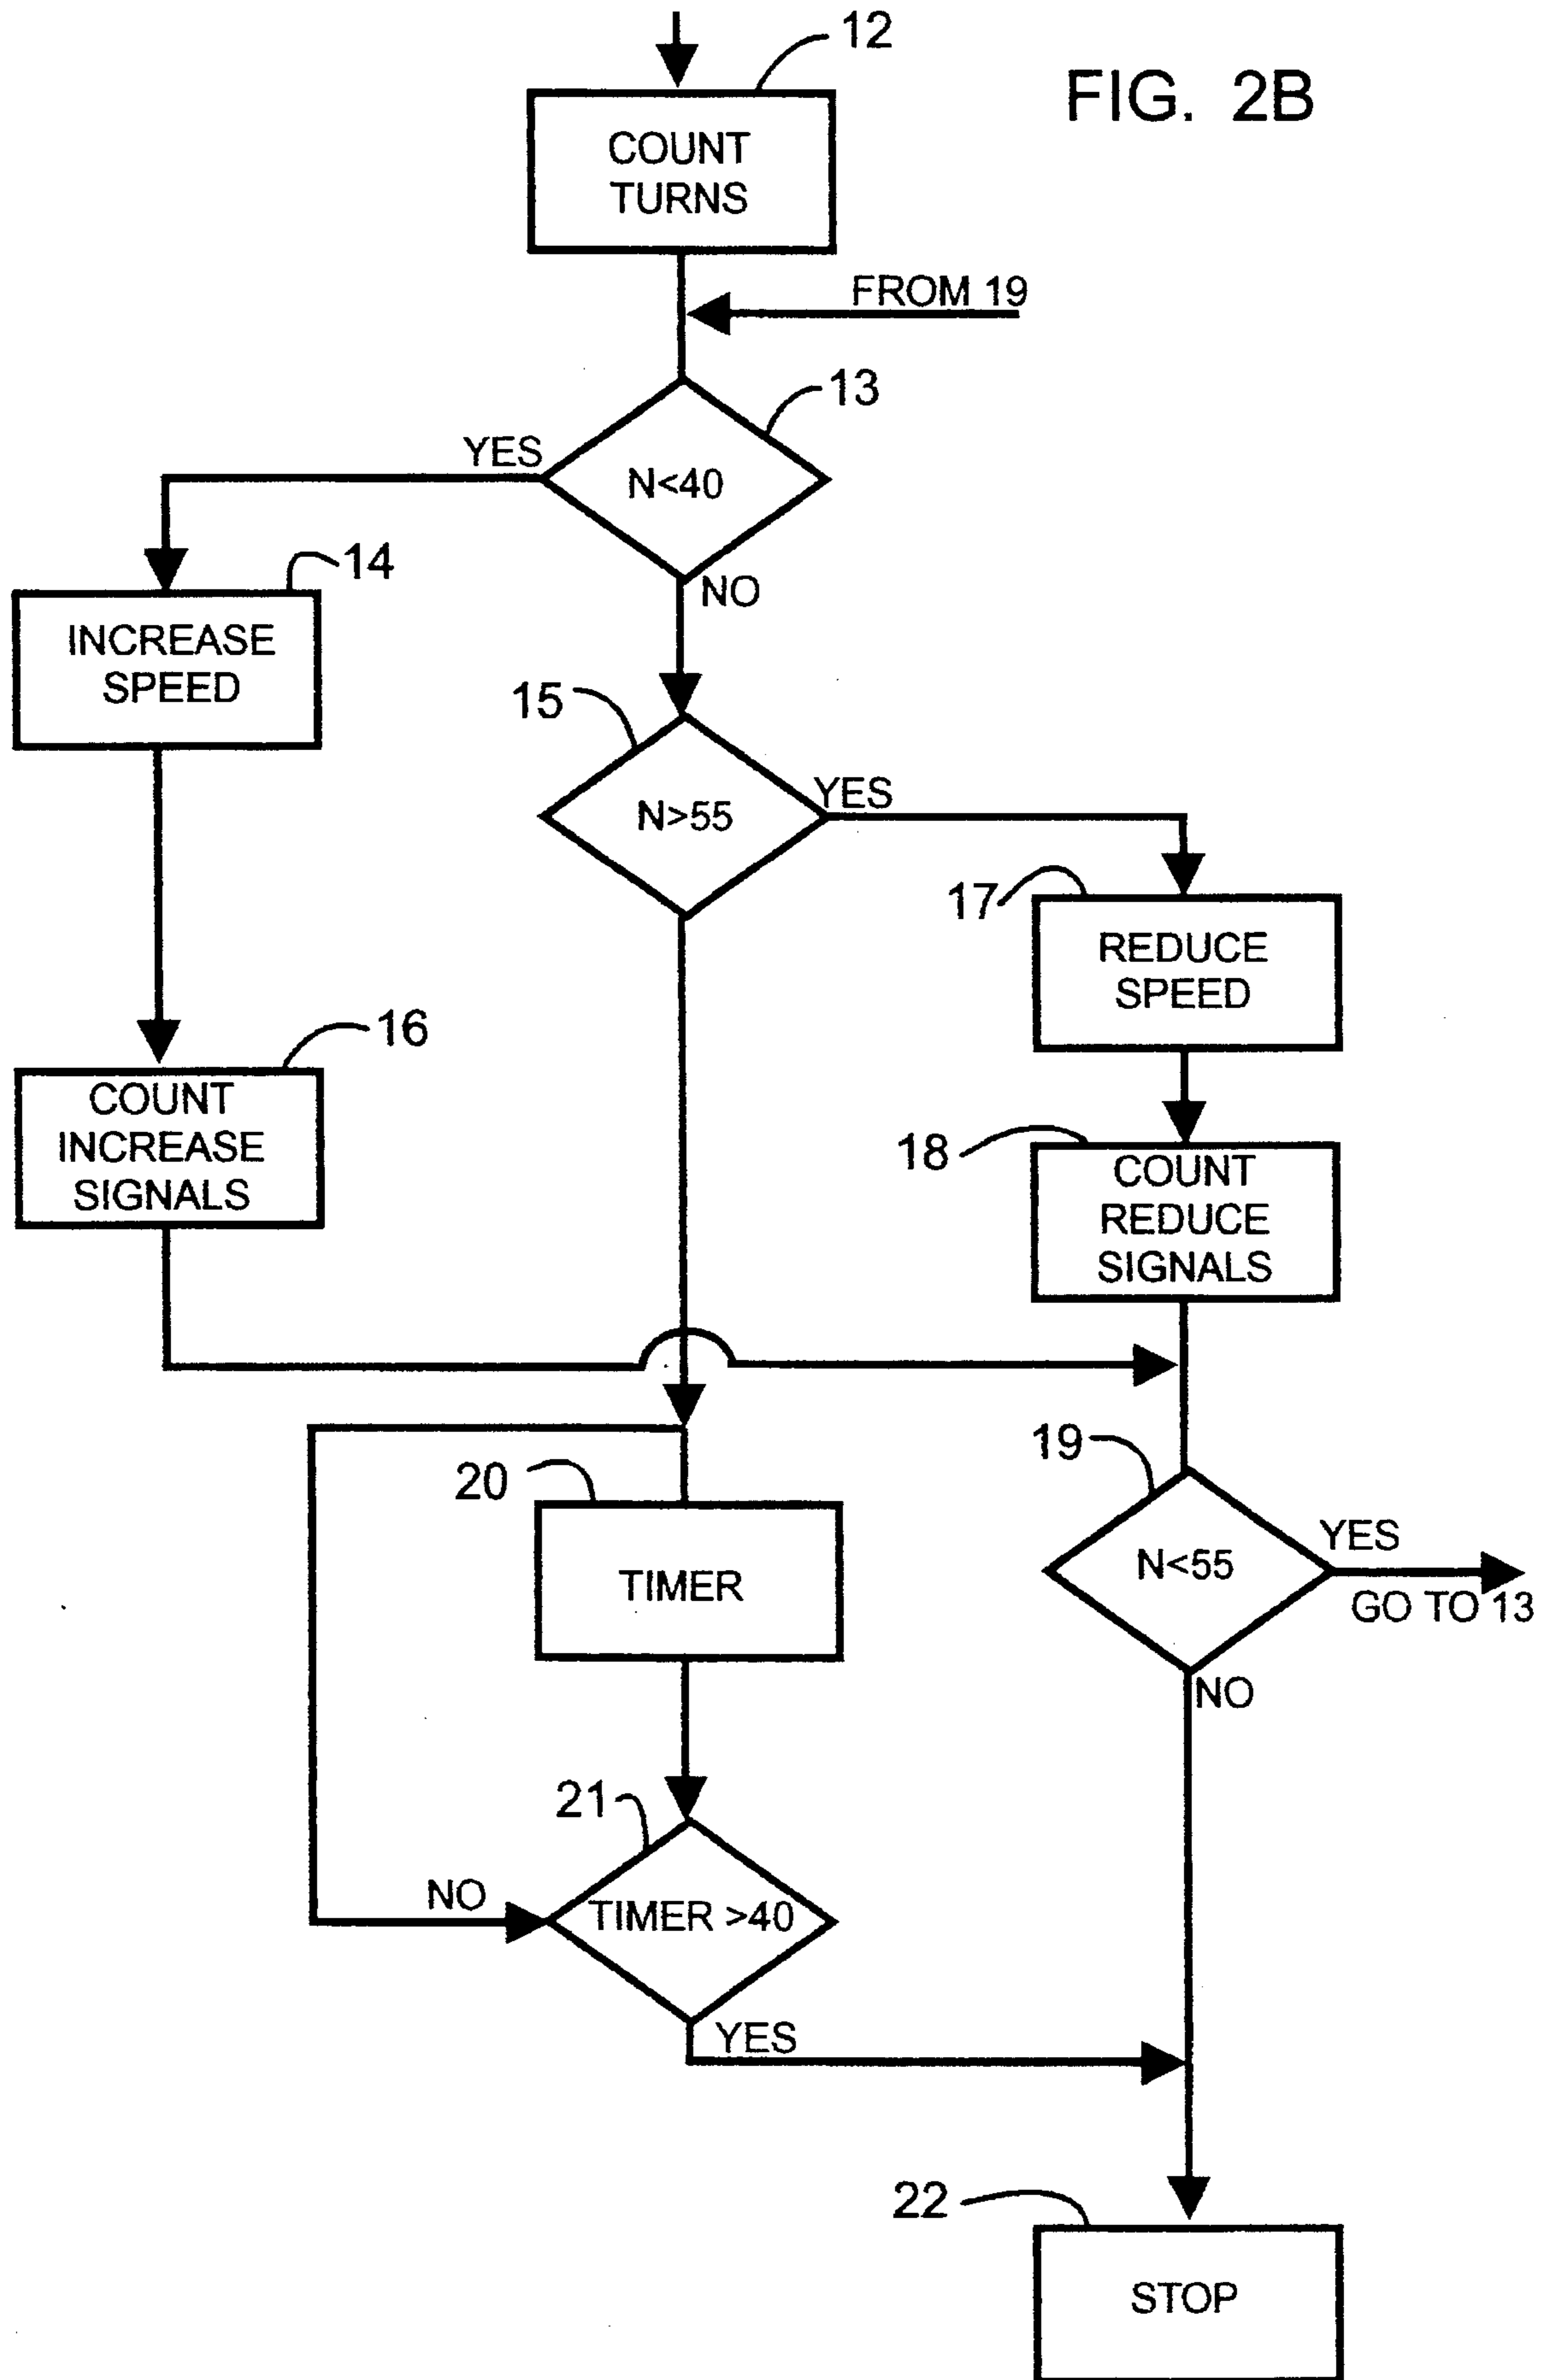 12
FIG. 2B
COUNT
TURNS
FROM 19
13
YES
N<40
14
NO
INCREASE
SPEED
15
YES
N>55
17
REDUCE
SPEED
16
COUNT
INCREASE
SIGNALS
18
COUNT
REDUCE
SIGNALS
19
20
YES
N<55
TIMER
GO TO 13
NO
21
NO
TIMER >40
YES
22
STOP